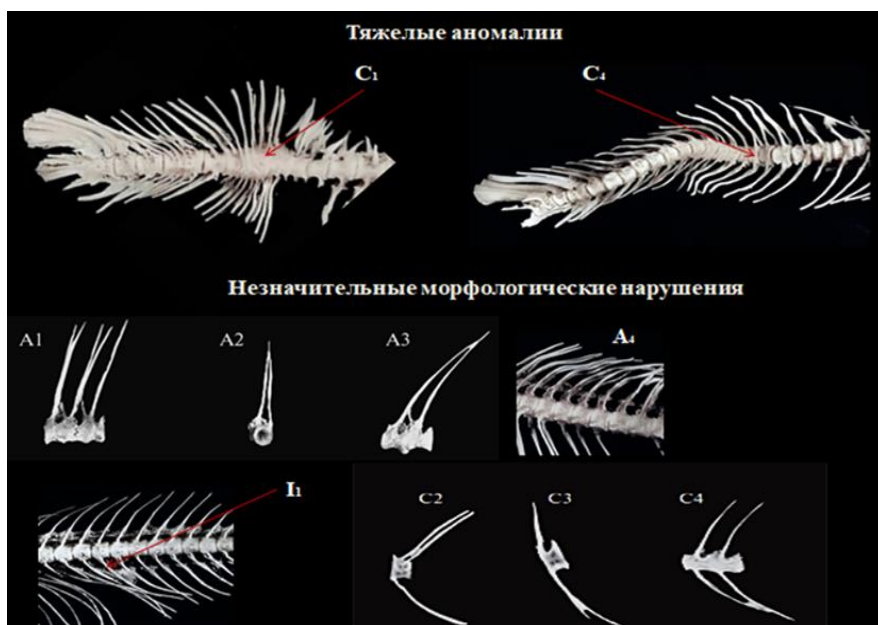 Тяжелые аномалии
C₁
C₄
Незначительные морфологические нарушения
A1
A2
A3
A₄
I₁
C2
C3
C4